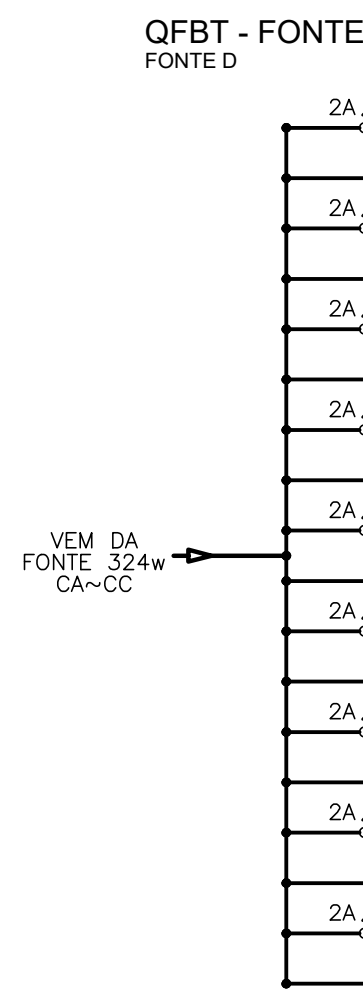 QFBT - FONTE
FONTE D
2A
2A
2A
2A
2A
VEM DA
FONTE 324w
CA~CC
2A
2A
2A
2A